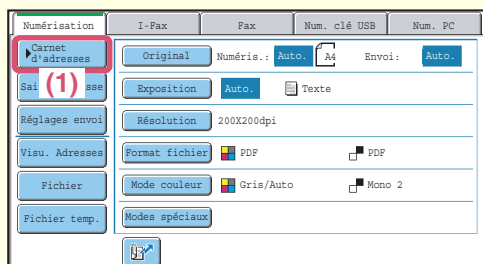 Numérisation I-Fax Fax Num. clé USB Num. PC
Carnet
d'adresses
Original Numéris.: Auto. A4 Envoi: Auto.
(1)
Sai sse Exposition Auto. Texte
Réglages envoi Résolution 200X200dpi
Visu. Adresses Format fichier PDF PDF
Fichier Mode couleur Gris/Auto Mono 2
Fichier temp. Modes spéciaux